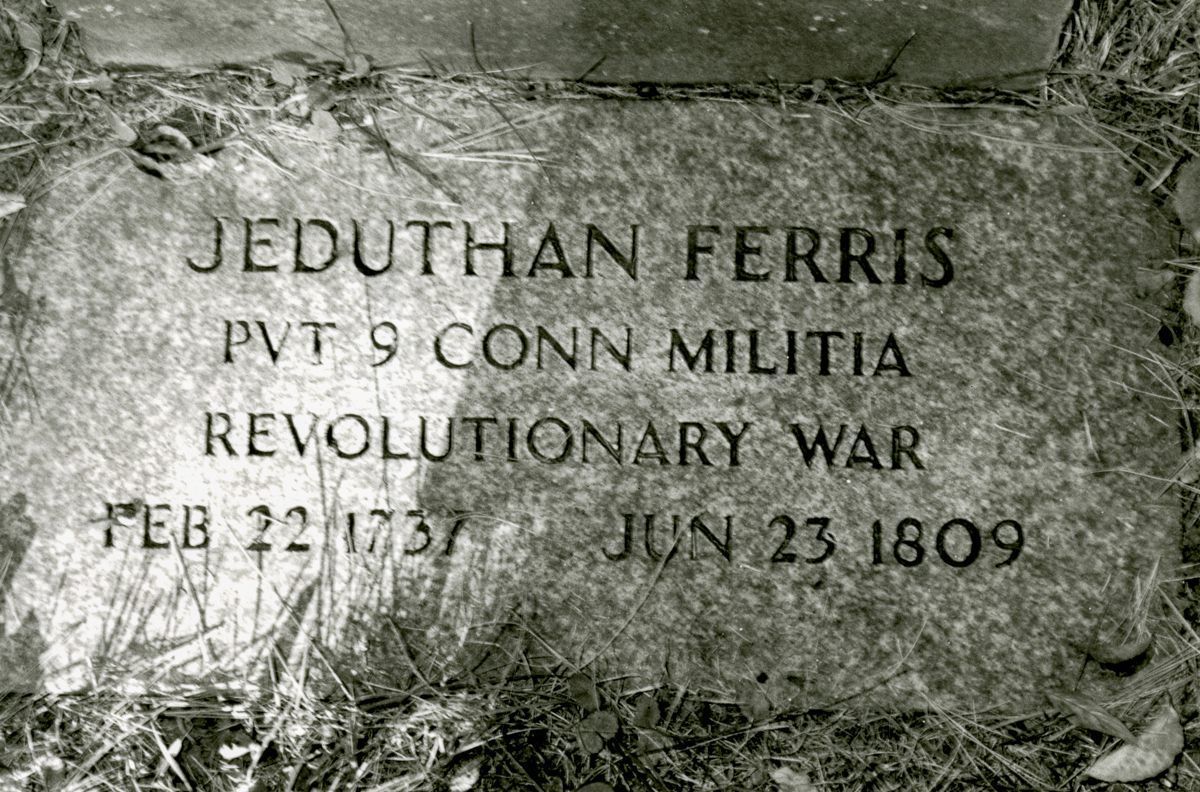 JEDUTHAN FERRIS
PVT 9 CONN MILITIA
REVOLUTIONARY WAR
FEB 22 1737 JUN 23 1809